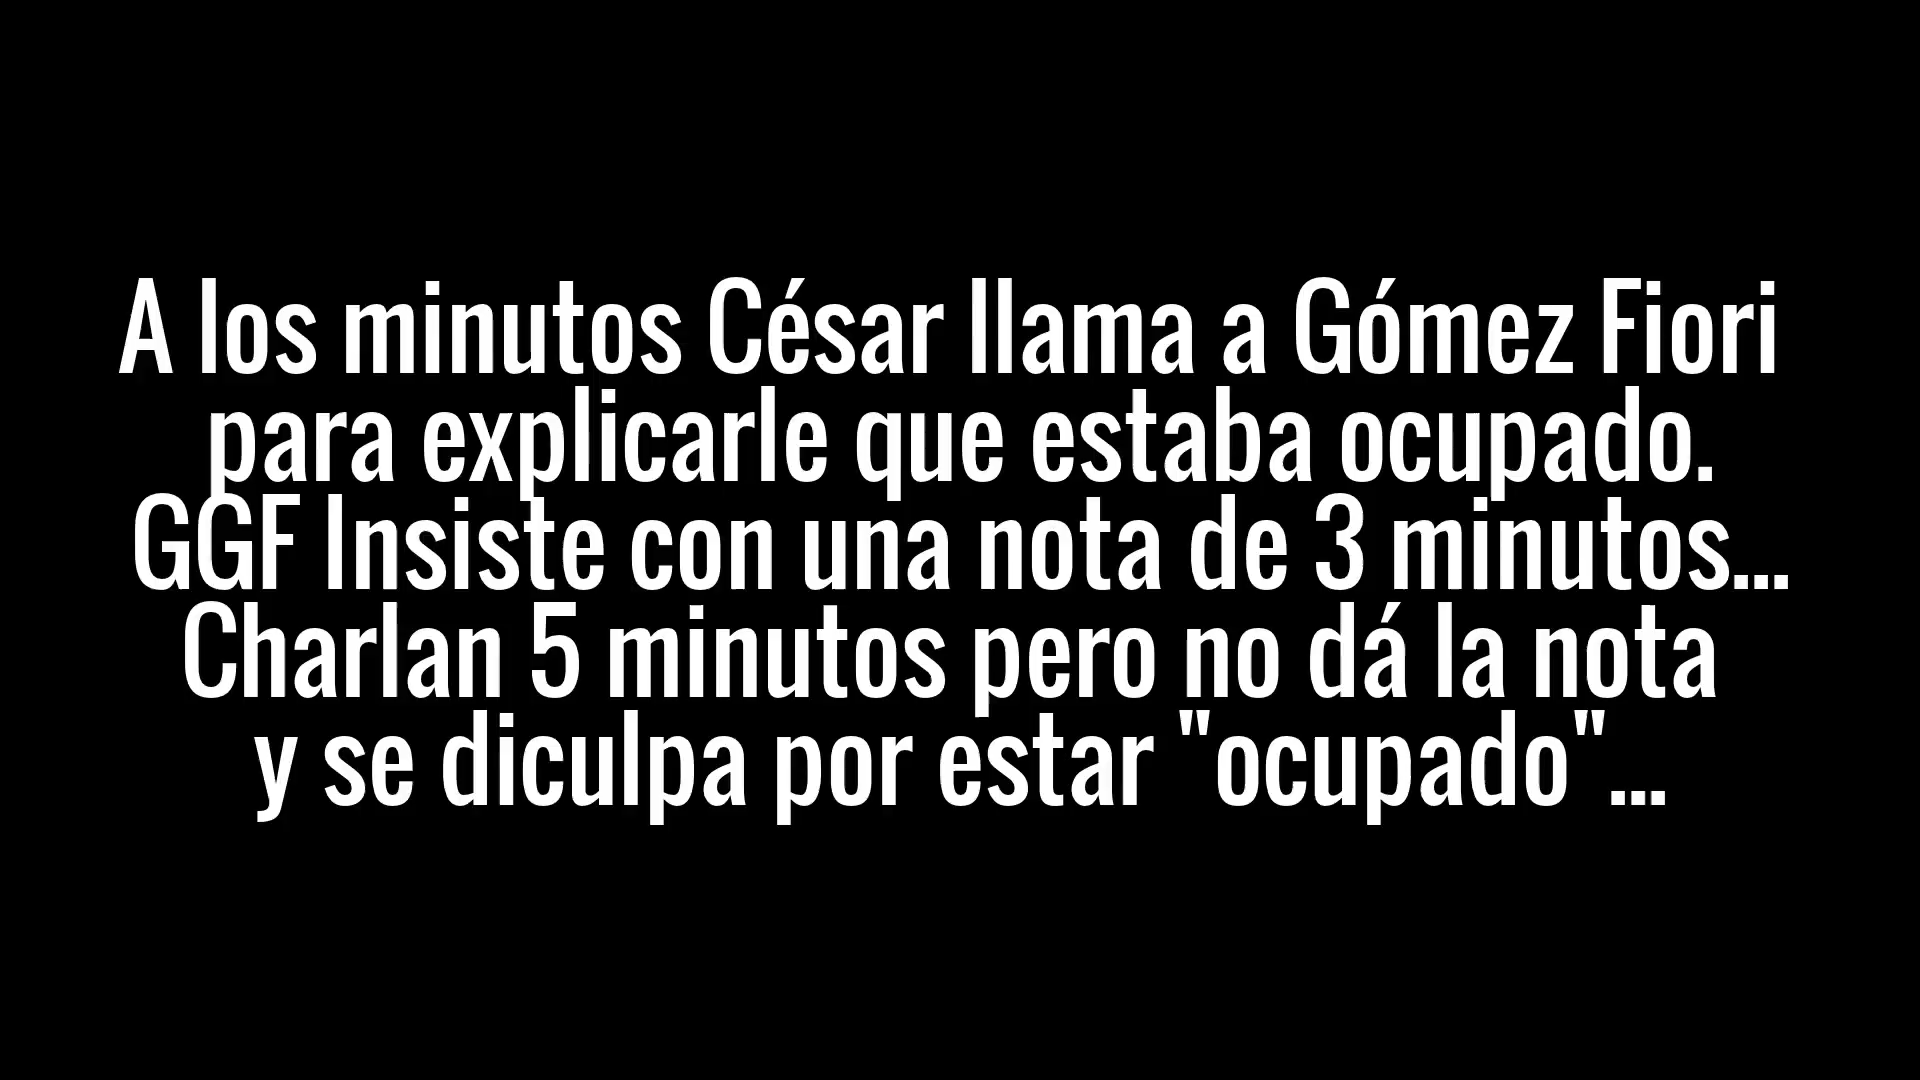 A los minutos César llama a Gómez Fiori
para explicarle que estaba ocupado.
GGF Insiste con una nota de 3 minutos...
Charlan 5 minutos pero no dá la nota
y se diculpa por estar "ocupado"...